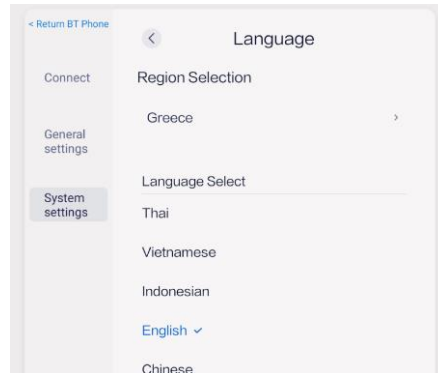 < Return BT Phone
Language
Connect
General
settings
System
settings
Region Selection
Greece
Language Select
Thai
Vietnamese
Indonesian
English
Chinese